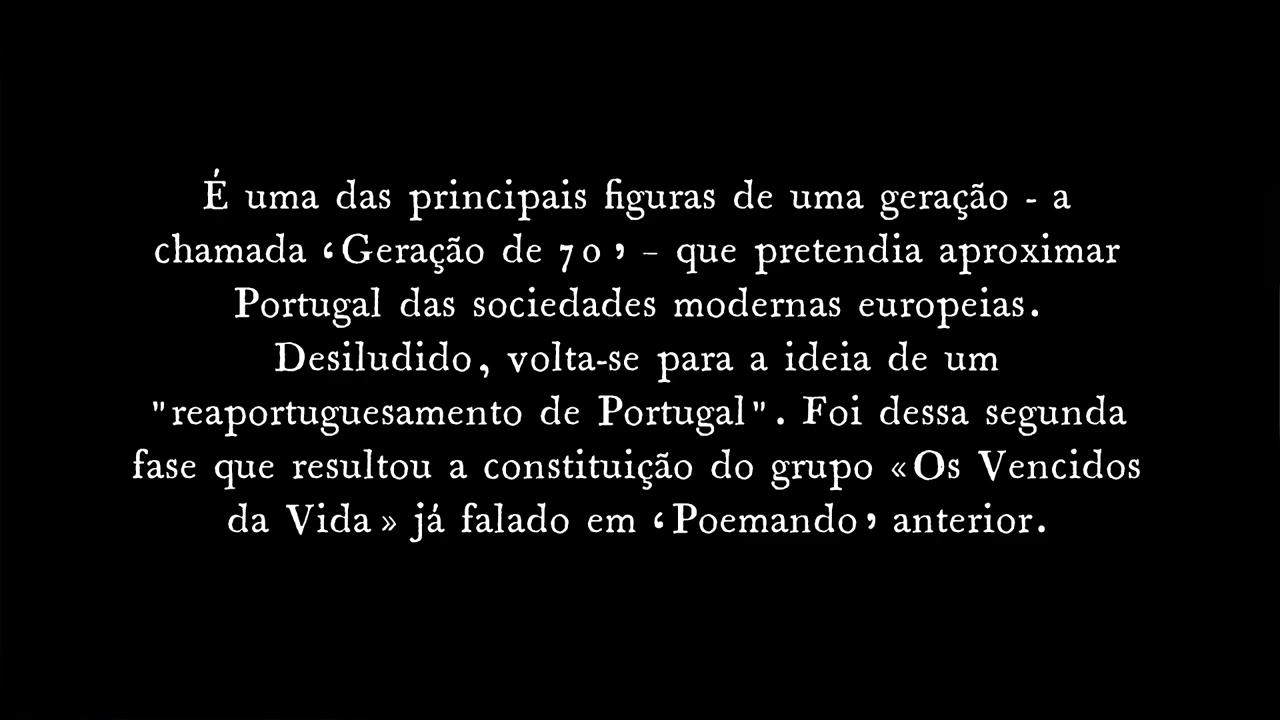 É uma das principais figuras de uma geração - a
chamada ‘Geração de 70’ – que pretendia aproximar
Portugal das sociedades modernas europeias.
Desiludido, volta-se para a ideia de um
"reaportuguesamento de Portugal". Foi dessa segunda
fase que resultou a constituição do grupo «Os Vencidos
da Vida» já falado em ‘Poemando’ anterior.